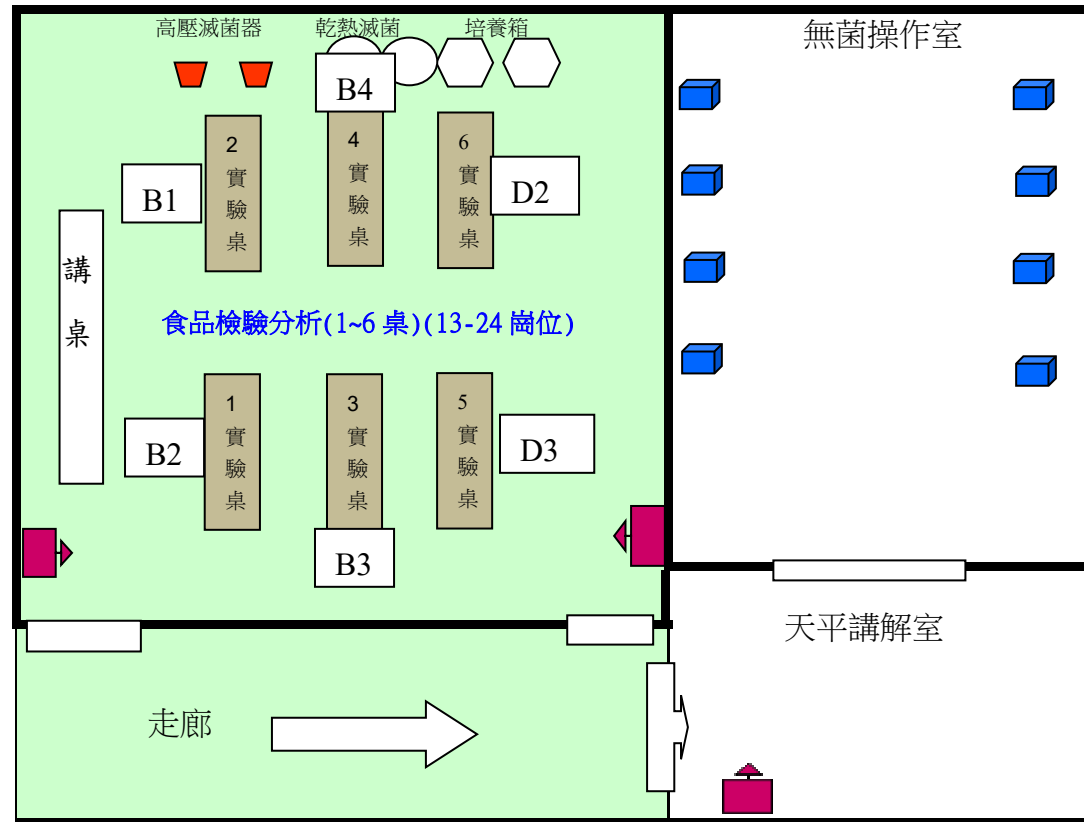 高壓滅菌器
乾熱滅菌
培養箱
無菌操作室
B4
2
實
驗
桌
4
實
驗
桌
6
實
驗
桌
B1
D2
講
桌
食品檢驗分析(1~6 桌)(13-24 崗位)
1
實
驗
桌
3
實
驗
桌
5
實
驗
桌
B2
D3
B3
天平講解室
走廊